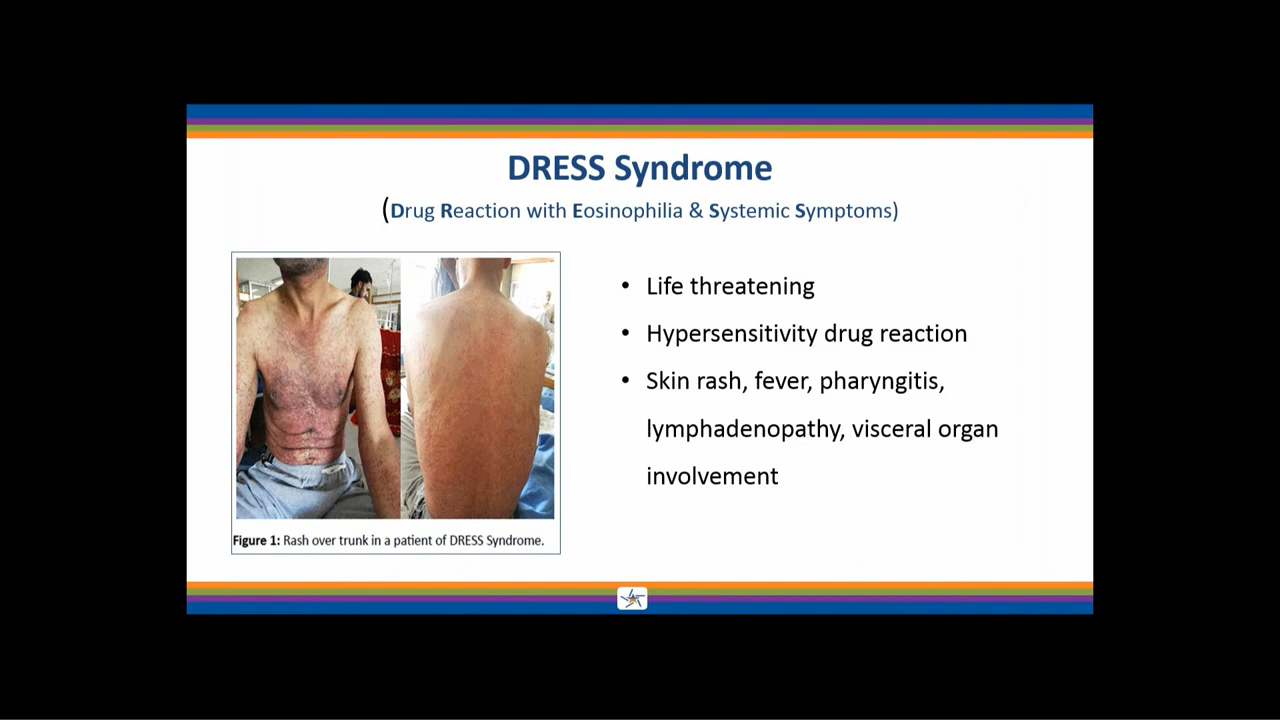 DRESS Syndrome
(Drug Reaction with Eosinophilia & Systemic Symptoms)
Figure 1: Rash over trunk in a patient of DRESS Syndrome.
• Life threatening
• Hypersensitivity drug reaction
• Skin rash, fever, pharyngitis,
lymphadenopathy, visceral organ
involvement